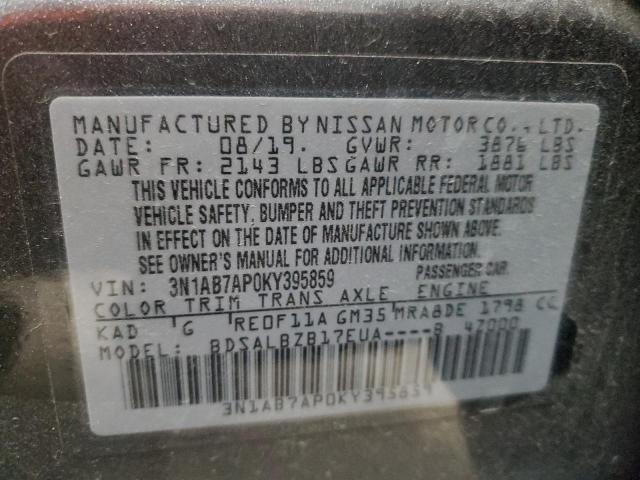 MANUFACTURED BY NISSAN MOTOR CO., LTD.
DATE: 08/19. GVWR: 3876 LBS
GAWR FR: 2143 LBS GAWR RR: 1881 LBS
THIS VEHICLE CONFORMS TO ALL APPLICABLE FEDERAL MOTOR
VEHICLE SAFETY, BUMPER AND THEFT PREVENTION STANDARDS
IN EFFECT ON THE DATE OF MANUFACTURE SHOWN ABOVE.
SEE OWNER'S MANUAL FOR ADDITIONAL INFORMATION.
VIN: 3N1AB7AP0KY395859 PASSENGER CAR
COLOR TRIM TRANS AXLE ENGINE
KAD G RE0F11A GM35 MRA8DE 1798 CC
MODEL: BDSALBZB17EUA----B 47000
3N1AB7AP0KY395859